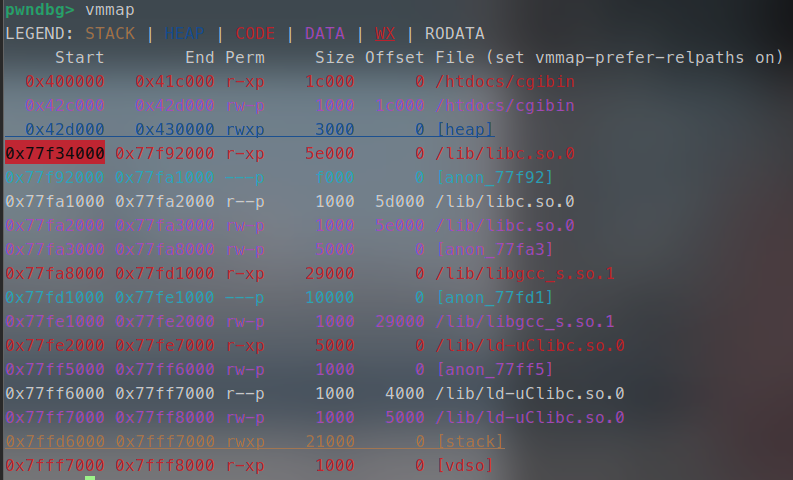 pwndbg> vmmap
LEGEND: STACK | HEAP | CODE | DATA | WX | RODATA
     Start        End Perm     Size Offset File (set vmmap-prefer-relpaths on)
  0x400000   0x41c000 r-xp    1c000      0 /htdocs/cgibin
  0x42c000   0x42d000 rw-p     1000  1c000 /htdocs/cgibin
  0x42d000   0x430000 rwxp     3000      0 [heap]
0x77f34000 0x77f92000 r-xp    5e000      0 /lib/libc.so.0
0x77f92000 0x77fa1000 ---p     f000      0 [anon_77f92]
0x77fa1000 0x77fa2000 r--p     1000  5d000 /lib/libc.so.0
0x77fa2000 0x77fa3000 rw-p     1000  5e000 /lib/libc.so.0
0x77fa3000 0x77fa8000 rw-p     5000      0 [anon_77fa3]
0x77fa8000 0x77fd1000 r-xp    29000      0 /lib/libgcc_s.so.1
0x77fd1000 0x77fe1000 ---p    10000      0 [anon_77fd1]
0x77fe1000 0x77fe2000 rw-p     1000  29000 /lib/libgcc_s.so.1
0x77fe2000 0x77fe7000 r-xp     5000      0 /lib/ld-uClibc.so.0
0x77ff5000 0x77ff6000 rw-p     1000      0 [anon_77ff5]
0x77ff6000 0x77ff7000 r--p     1000   4000 /lib/ld-uClibc.so.0
0x77ff7000 0x77ff8000 rw-p     1000   5000 /lib/ld-uClibc.so.0
0x7ffd6000 0x7fff7000 rwxp    21000      0 [stack]
0x7fff7000 0x7fff8000 r-xp     1000      0 [vdso]